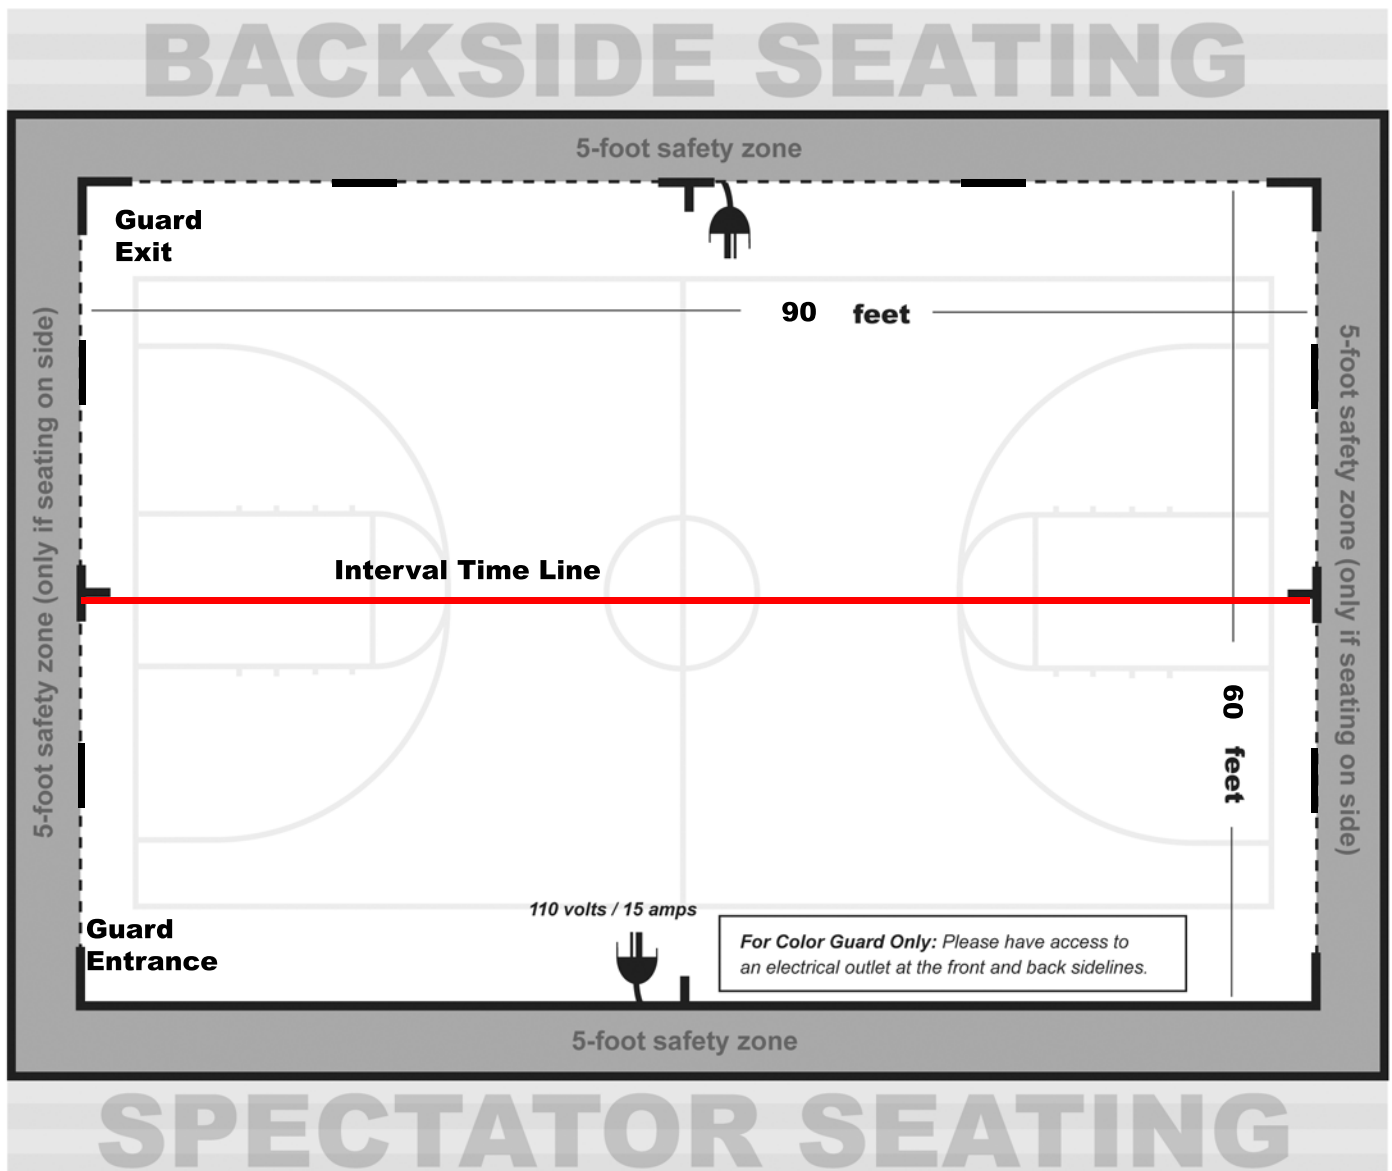 BACKSIDE SEATING
5-foot safety zone
Guard
Exit
90 feet
5-foot safety zone (only if seating on side)
5-foot safety zone (only if seating on side)
Interval Time Line
60 feet
110 volts / 15 amps
Guard
Entrance
For Color Guard Only: Please have access to
an electrical outlet at the front and back sidelines.
5-foot safety zone
SPECTATOR SEATING